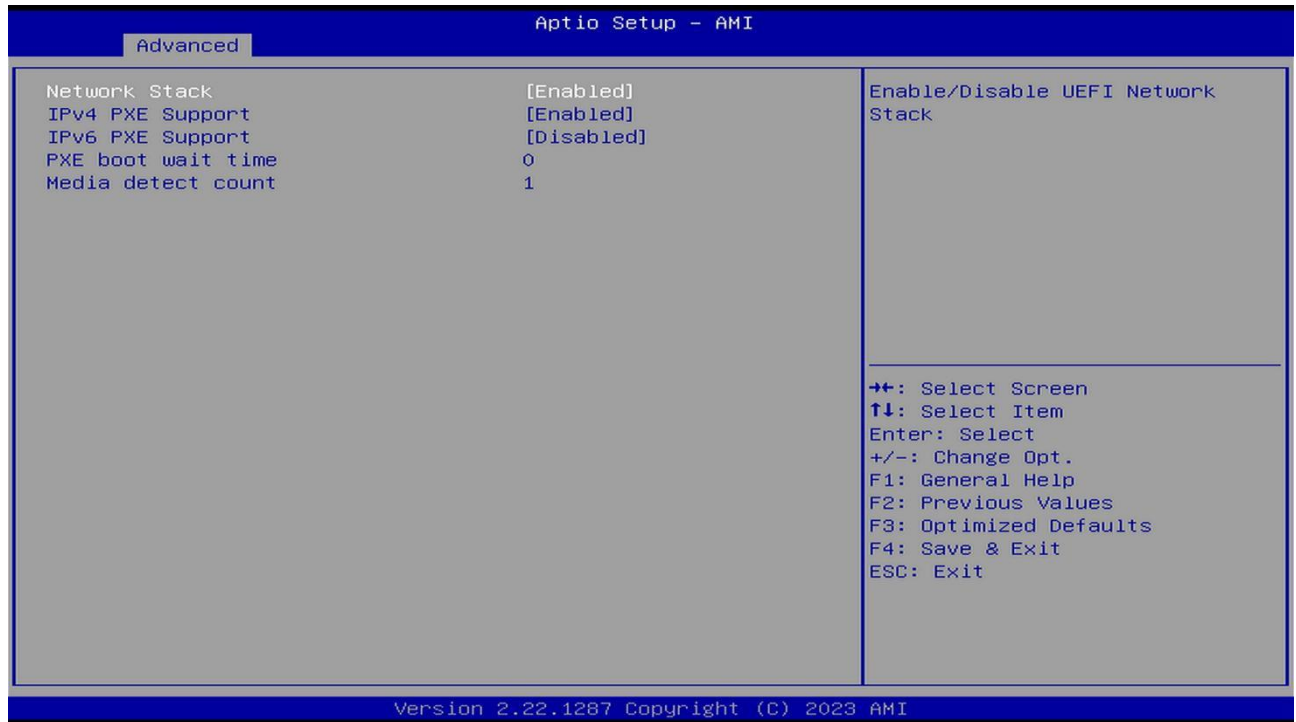 Aptio Setup – AMI
Advanced
Network Stack [Enabled]
IPv4 PXE Support [Enabled]
IPv6 PXE Support [Disabled]
PXE boot wait time 0
Media detect count 1
Enable/Disable UEFI Network
Stack
→←: Select Screen
↑↓: Select Item
Enter: Select
+/-: Change Opt.
F1: General Help
F2: Previous Values
F3: Optimized Defaults
F4: Save & Exit
ESC: Exit
Version 2.22.1287 Copyright (C) 2023 AMI